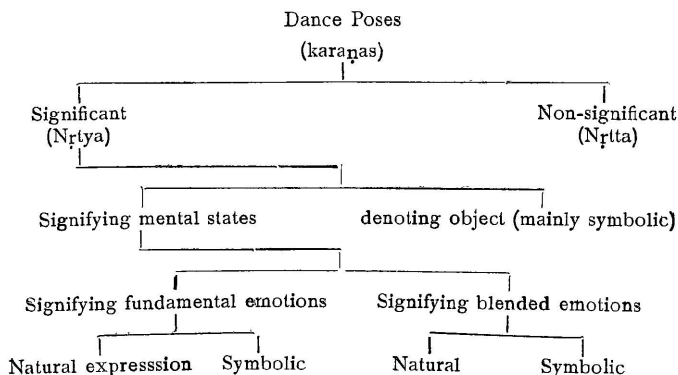 Dance Poses
(karaṇas)
Significant Non-significant
(Nṛtya) (Nṛtta)
Signifying mental states denoting object (mainly symbolic)
Signifying fundamental emotions Signifying blended emotions
Natural expresssion Symbolic Natural Symbolic